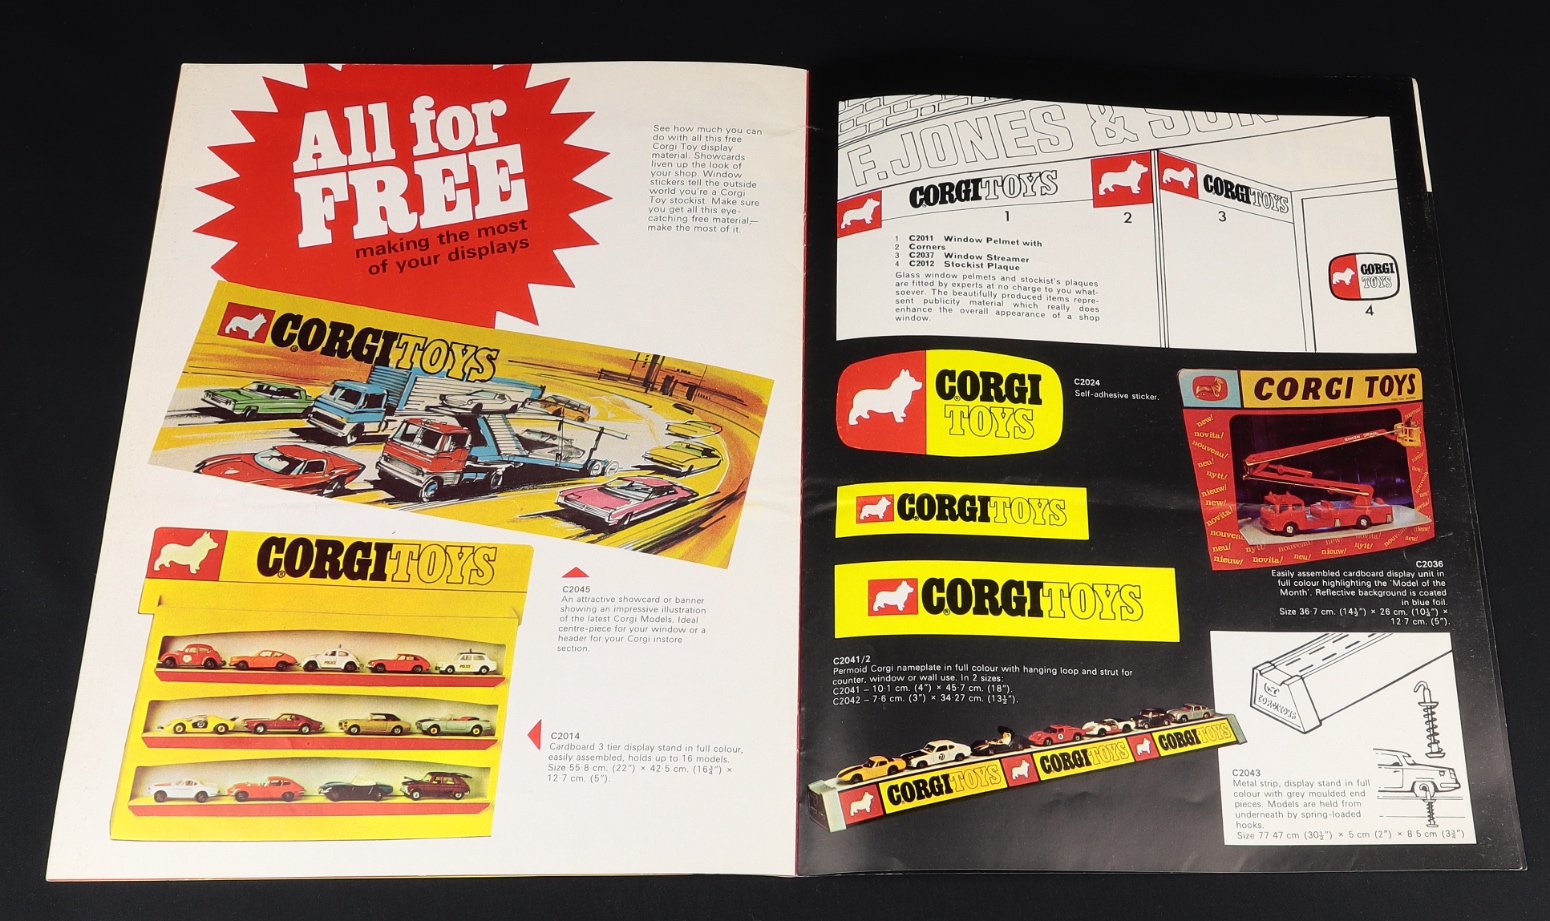 All for
FREE
making the most
of your displays
See how much you can
do with all this free
Corgi Toy display
material. Showcards
liven up the look of
your shop. Window
stickers tell the outside
world you're a Corgi
Toy stockist. Make sure
you get all this eye-
catching free material,—
make the most of it.
CORGI TOYS
CORGI TOYS
C2045
An attractive showcard or banner
showing an impressive illustration
of the latest Corgi Models. Ideal
centre-piece for your window or a
header for your Corgi instore
section.
C2014
Cardboard 3 tier display stand in full colour,
easily assembled, holds up to 16 models.
Size 55·8 cm. (22") × 42·5 cm. (16¾") ×
12·7 cm. (5").
F. JONES & SON
CORGI TOYS
CORGI TOYS
1
2
3
1 C2011 Window Pelmet with
2 Corners
3 C2037 Window Streamer
4 C2012 Stockist Plaque
Glass window pelmets and stockist's plaques
are fitted by experts at no charge to you what-
soever. The beautifully produced items repre-
sent publicity material which really does
enhance the overall appearance of a shop
window.
CORGI
TOYS
4
CORGI
TOYS
C2024
Self-adhesive sticker.
CORGI TOYS
new!
novita!
nouveau!
neu!
nytt!
nieuw!
new!
novita!
nouveau!
neu!
nieuw!
CORGI TOYS
CORGI TOYS
C2036
Easily assembled cardboard display unit in
full colour highlighting the 'Model of the
Month'. Reflective background is coated
in blue foil.
Size 36·7 cm. (14½") × 26 cm. (10¼") ×
12·7 cm. (5").
C2041/2
Permoid Corgi nameplate in full colour with hanging loop and strut for
counter, window or wall use. In 2 sizes:
C2041 – 10·1 cm. (4") × 45·7 cm. (18").
C2042 – 7·6 cm. (3") × 34·27 cm. (13½").
CORGI TOYS CORGI TOYS CORGI TOYS
CORGI TOYS
C2043
Metal strip, display stand in full
colour with grey moulded end
pieces. Models are held from
underneath by spring-loaded
hooks.
Size 77·47 cm (30½") × 5 cm (2") × 8·5 cm (3¾")